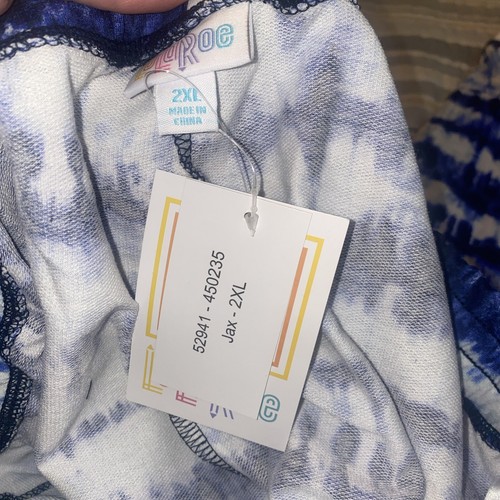 2XL
MADE IN
CHINA
52941 - 450235
Jax - 2XL